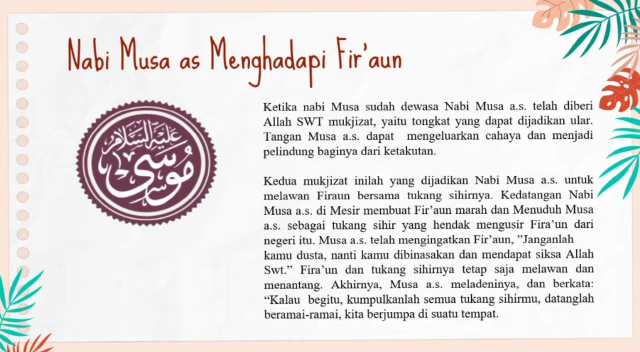 Nabi Musa as Menghadapi Fir'aun
عليه السلام
موسى
Ketika nabi Musa sudah dewasa Nabi Musa a.s. telah diberi
Allah SWT mukjizat, yaitu tongkat yang dapat dijadikan ular.
Tangan Musa a.s. dapat mengeluarkan cahaya dan menjadi
pelindung baginya dari ketakutan.
Kedua mukjizat inilah yang dijadikan Nabi Musa a.s. untuk
melawan Firaun bersama tukang sihirnya. Kedatangan Nabi
Musa a.s. di Mesir membuat Fir'aun marah dan Menuduh Musa
a.s. sebagai tukang sihir yang hendak mengusir Fira'un dari
negeri itu. Musa a.s. telah mengingatkan Fir'aun, "Janganlah
kamu dusta, nanti kamu dibinasakan dan mendapat siksa Allah
Swt." Fira'un dan tukang sihirnya tetap saja melawan dan
menantang. Akhirnya, Musa a.s. meladeninya, dan berkata:
"Kalau begitu, kumpulkanlah semua tukang sihirmu, datanglah
beramai-ramai, kita berjumpa di suatu tempat.